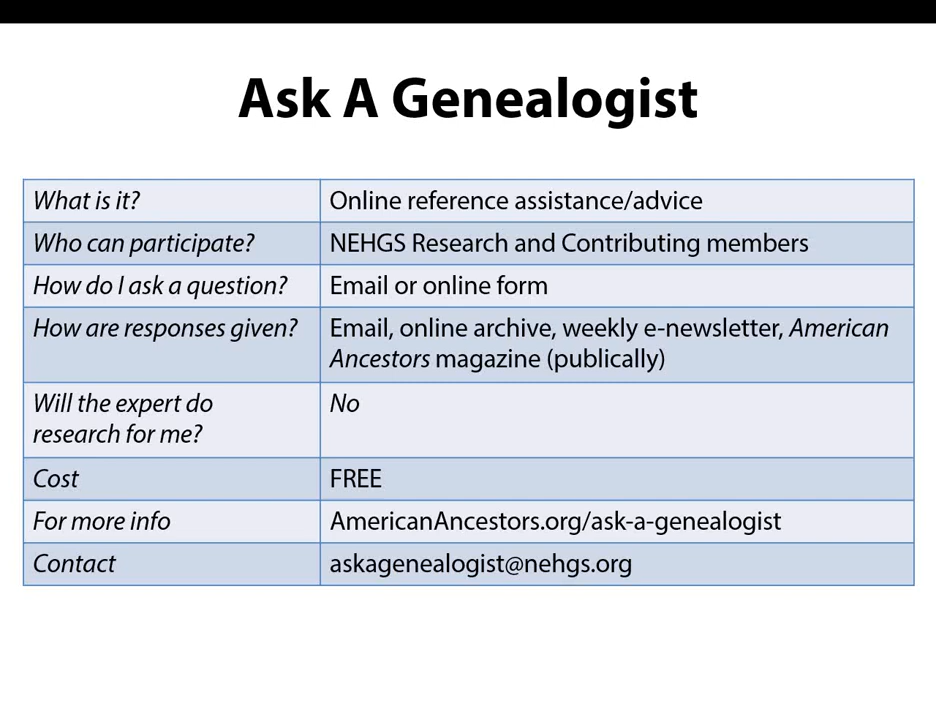 Ask A Genealogist
What is it? Online reference assistance/advice
Who can participate? NEHGS Research and Contributing members
How do I ask a question? Email or online form
How are responses given? Email, online archive, weekly e-newsletter, American
Ancestors magazine (publically)
Will the expert do No
research for me?
Cost FREE
For more info AmericanAncestors.org/ask-a-genealogist
Contact askagenealogist@nehgs.org